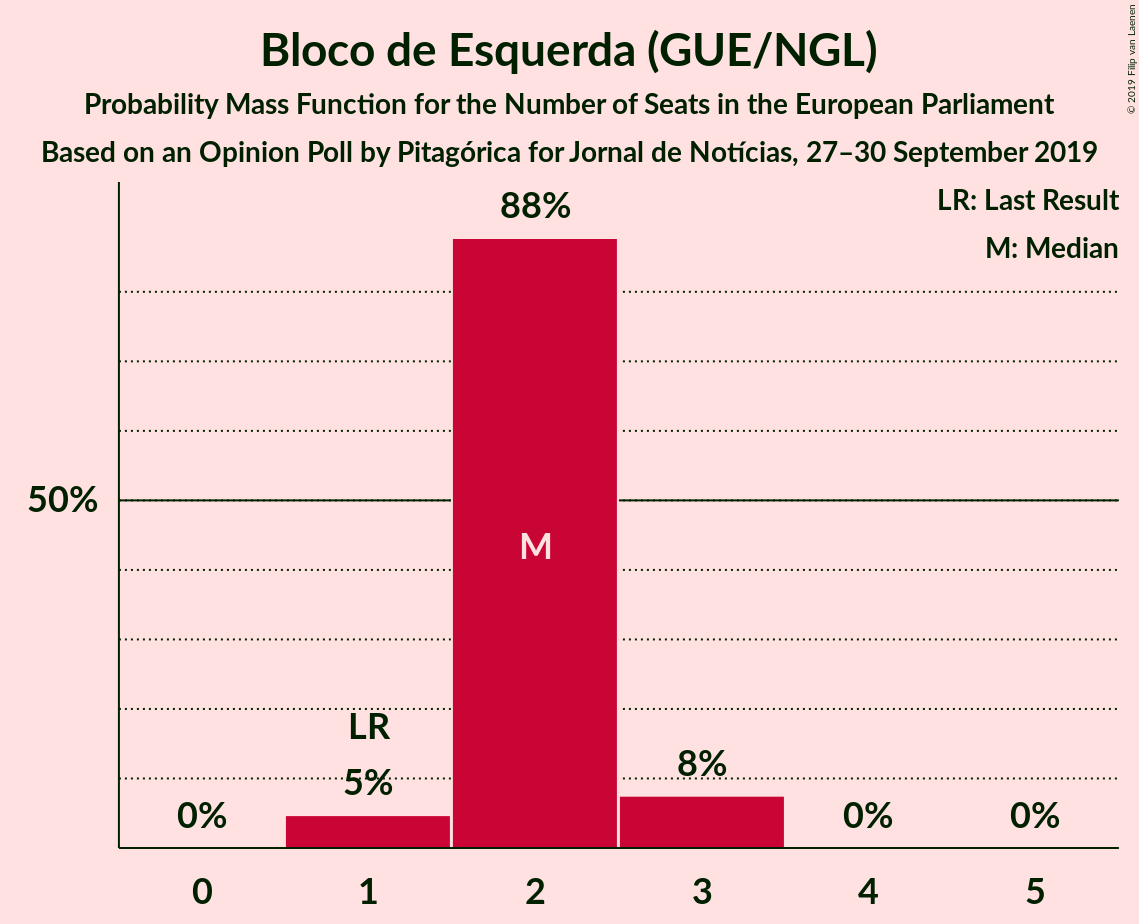 Bloco de Esquerda (GUE/NGL)
Probability Mass Function for the Number of Seats in the European Parliament
Based on an Opinion Poll by Pitagórica for Jornal de Notícias, 27–30 September 2019
© 2019 Filip van Laenen
LR: Last Result
M: Median
88%
50%
M
LR
5%
8%
0%
0%
0%
0
1
2
3
4
5